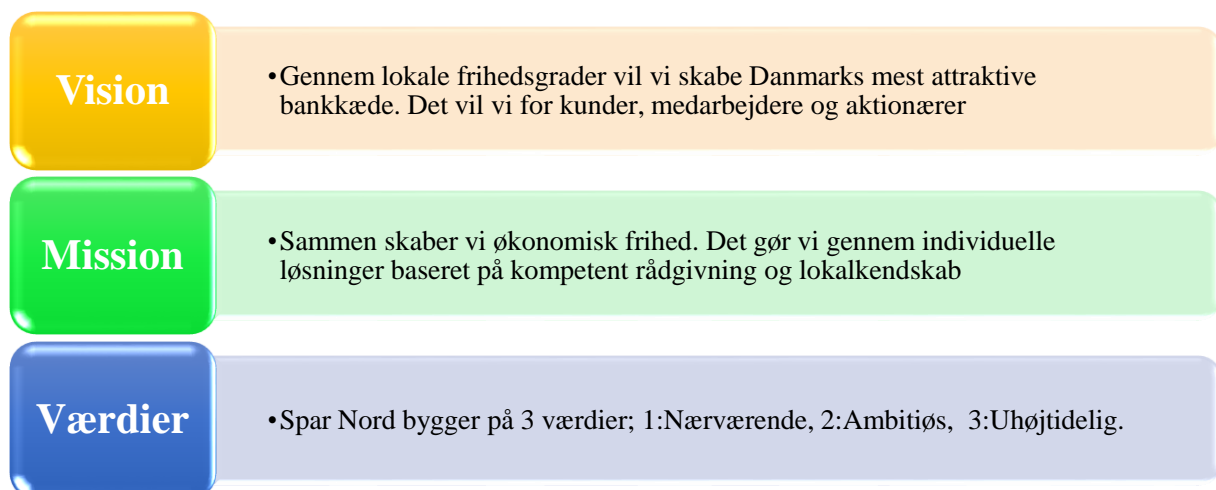 Vision
•Gennem lokale frihedsgrader vil vi skabe Danmarks mest attraktive
bankkæde. Det vil vi for kunder, medarbejdere og aktionærer
Mission
•Sammen skaber vi økonomisk frihed. Det gør vi gennem individuelle
løsninger baseret på kompetent rådgivning og lokalkendskab
Værdier
•Spar Nord bygger på 3 værdier; 1:Nærværende, 2:Ambitiøs,  3:Uhøjtidelig.